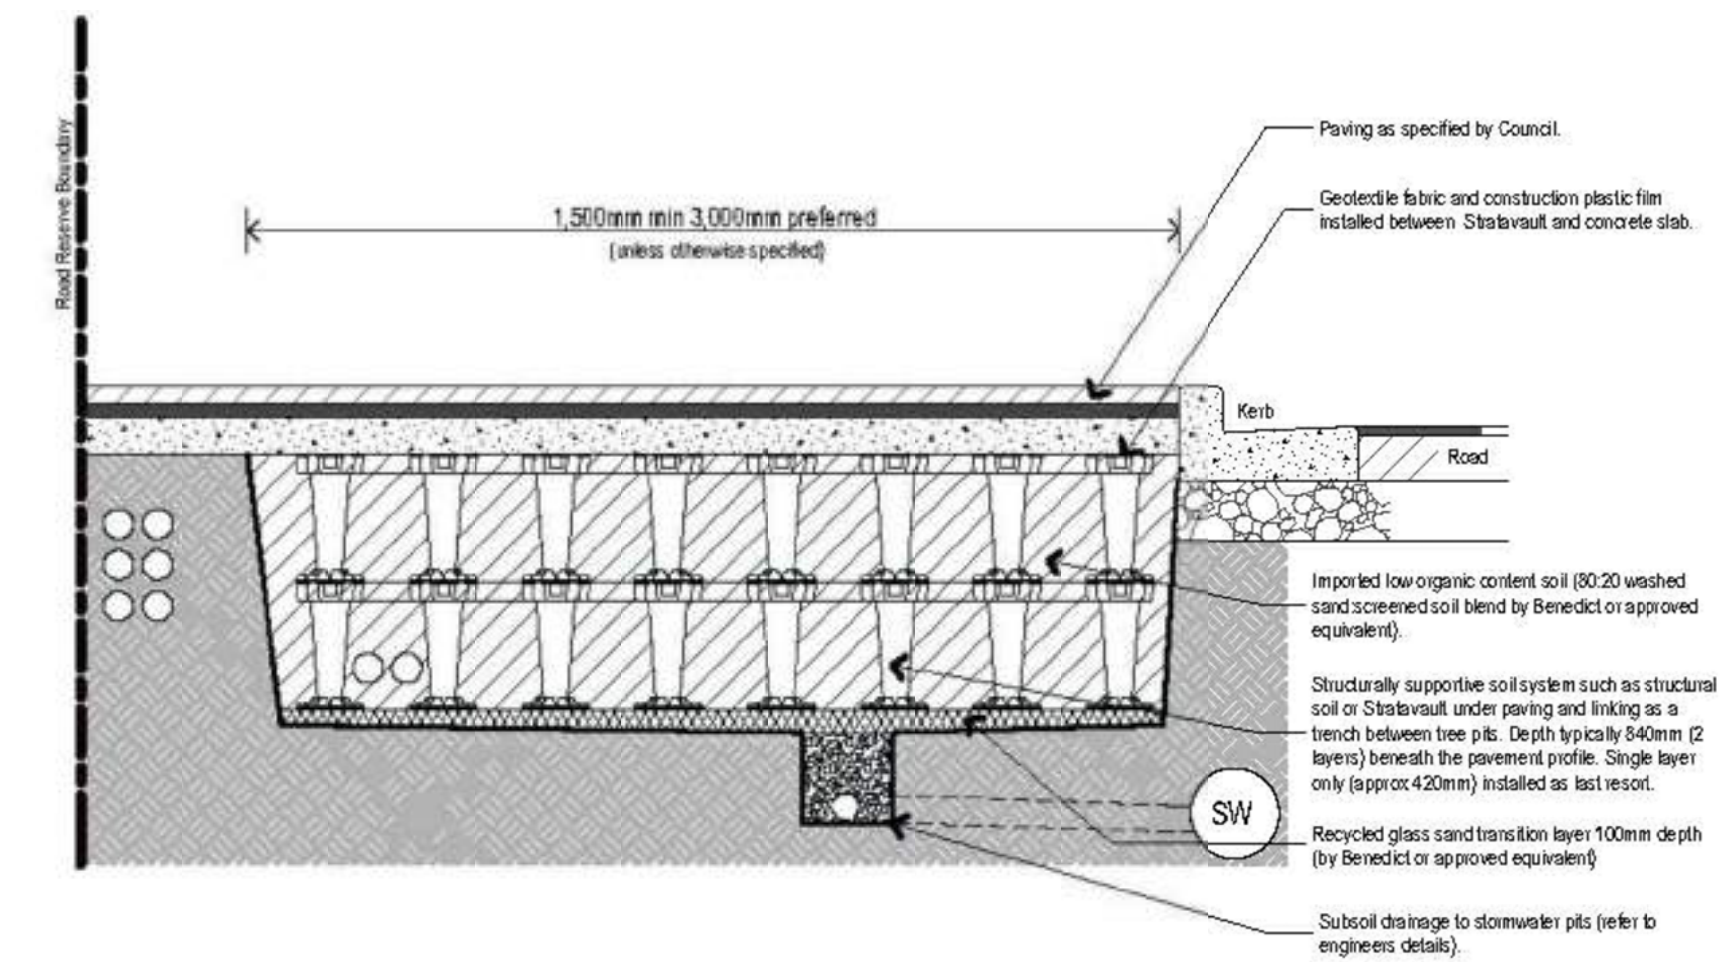 Road Reserve Boundary
Paving as specified by Council.
Geotextile fabric and construction plastic film
installed between Stratavault and concrete slab.
1,500mm min 3,000mm preferred
(unless otherwise specified)
Kerb
Road
Imported low organic content soil (80:20 washed
sand:screened soil blend by Benedict or approved
equivalent).
Structurally supportive soil system such as structural
soil or Stratavault under paving and linking as a
trench between tree pits. Depth typically 840mm (2
layers) beneath the pavement profile. Single layer
only (approx 420mm) installed as last resort.
SW
Recycled glass sand transition layer 100mm depth
(by Benedict or approved equivalent)
Subsoil drainage to stormwater pits (refer to
engineers details).